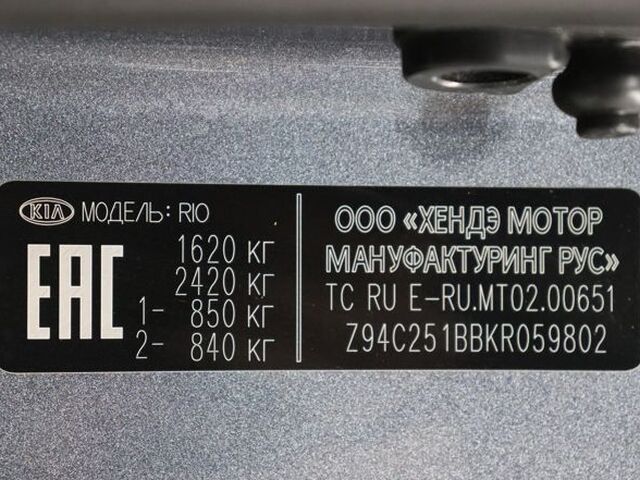 KIA МОДЕЛЬ: RIO
EAC
1620 КГ
2420 КГ
1- 850 КГ
2- 840 КГ
ООО «ХЕНДЭ МОТОР
МАНУФАКТУРИНГ РУС»
ТС RU E-RU.MT02.00651
Z94C251BBKR059802